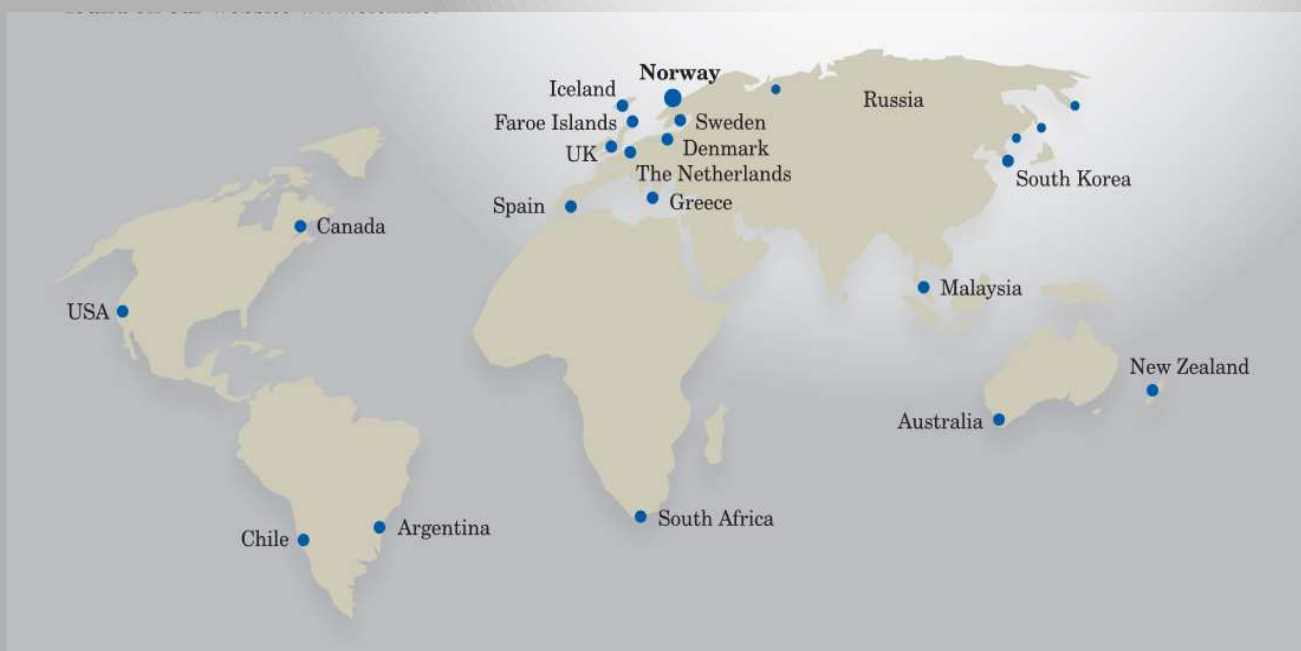 Norway
Iceland
Russia
Faroe Islands
Sweden
UK
Denmark
The Netherlands
South Korea
Spain
Greece
Canada
Malaysia
USA
New Zealand
Australia
South Africa
Argentina
Chile